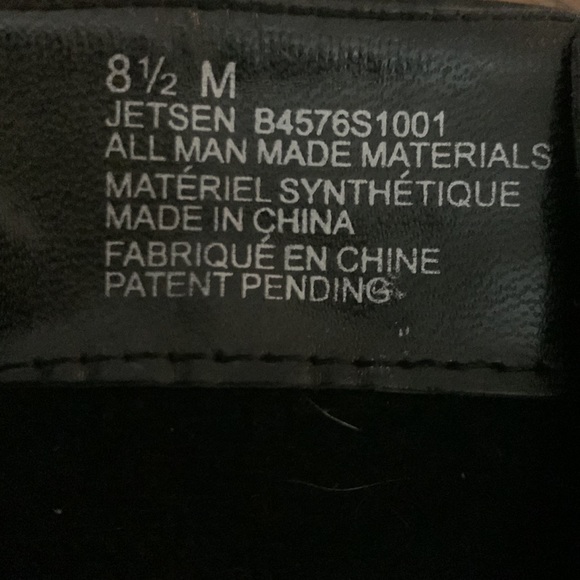 8½ M
JETSEN B4576S1001
ALL MAN MADE MATERIALS
MATÉRIEL SYNTHÉTIQUE
MADE IN CHINA
FABRIQUÉ EN CHINE
PATENT PENDING